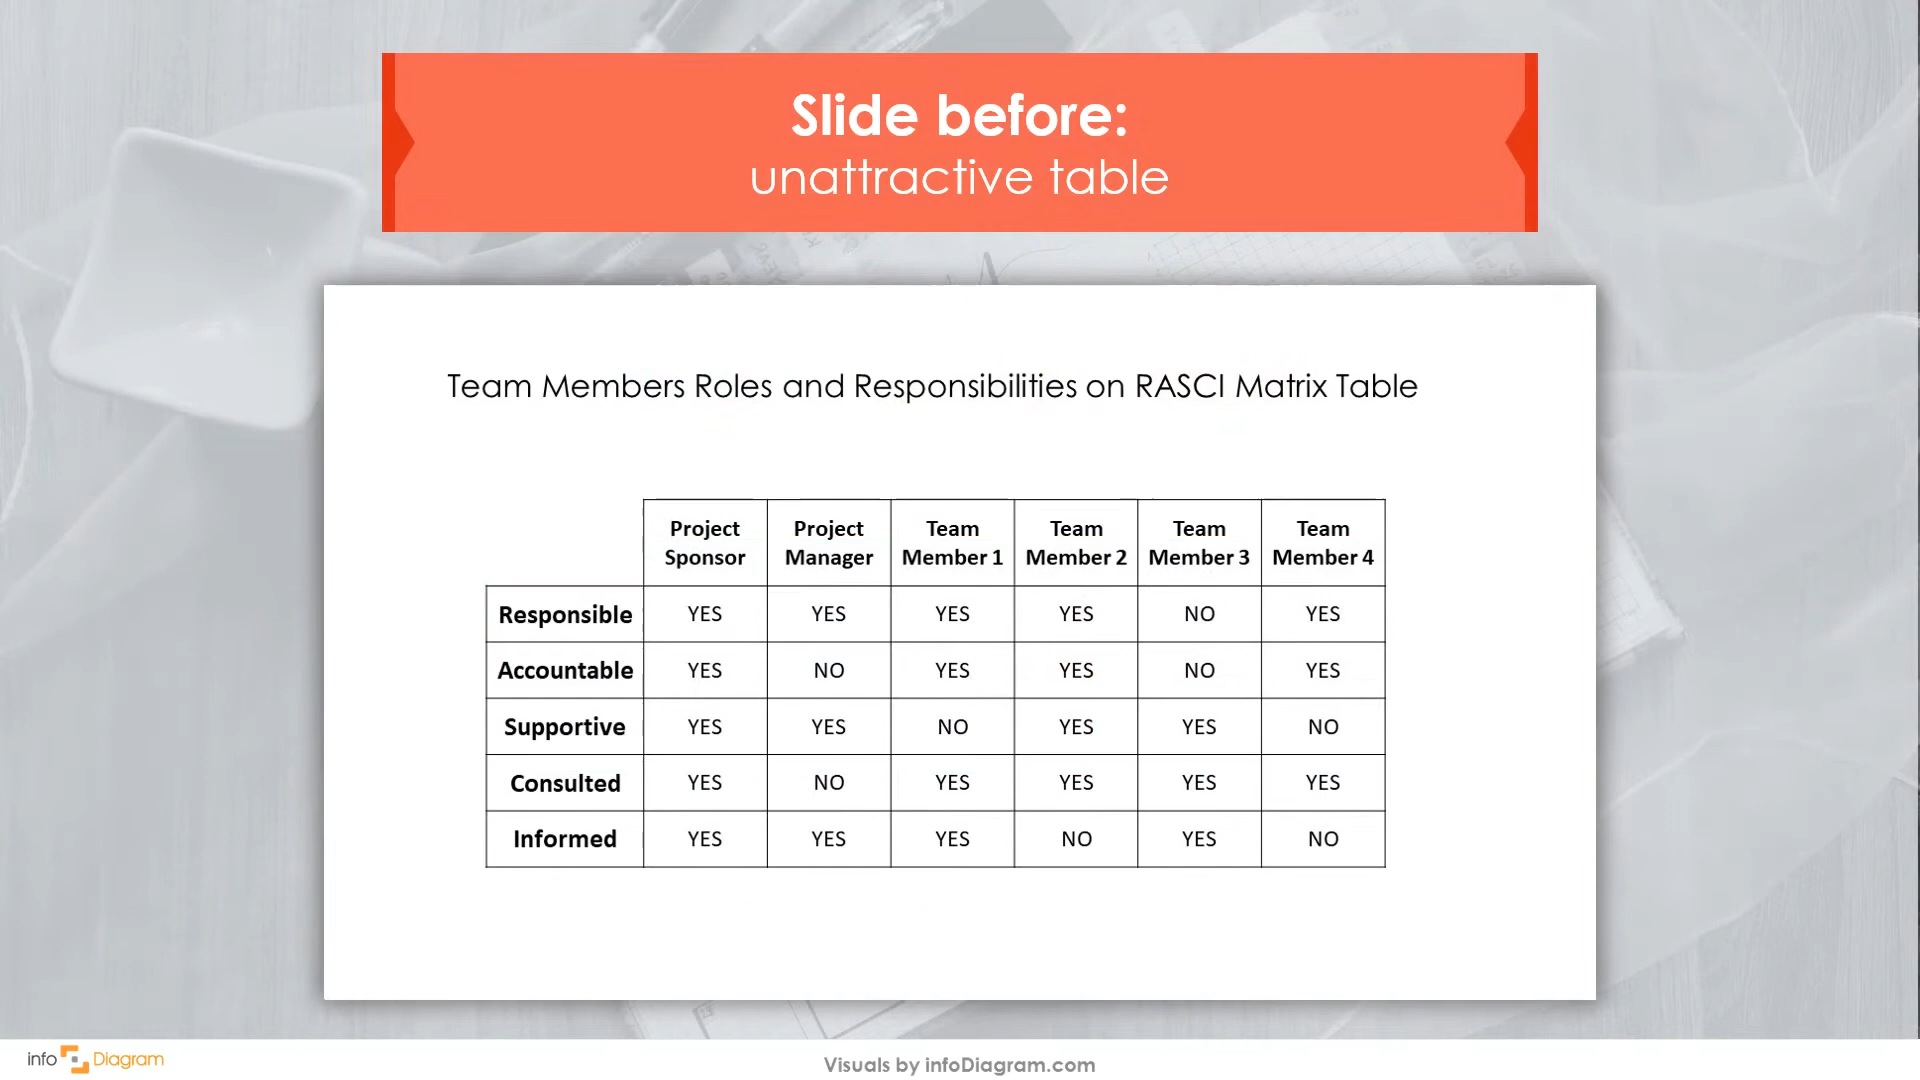 Slide before:
unattractive table
Team Members Roles and Responsibilities on RASCI Matrix Table
Project Sponsor Project Manager Team Member 1 Team Member 2 Team Member 3 Team Member 4
Responsible YES YES YES YES NO YES
Accountable YES NO YES YES NO YES
Supportive YES YES NO YES YES NO
Consulted YES NO YES YES YES YES
Informed YES YES YES NO YES NO
info Diagram
Visuals by infoDiagram.com